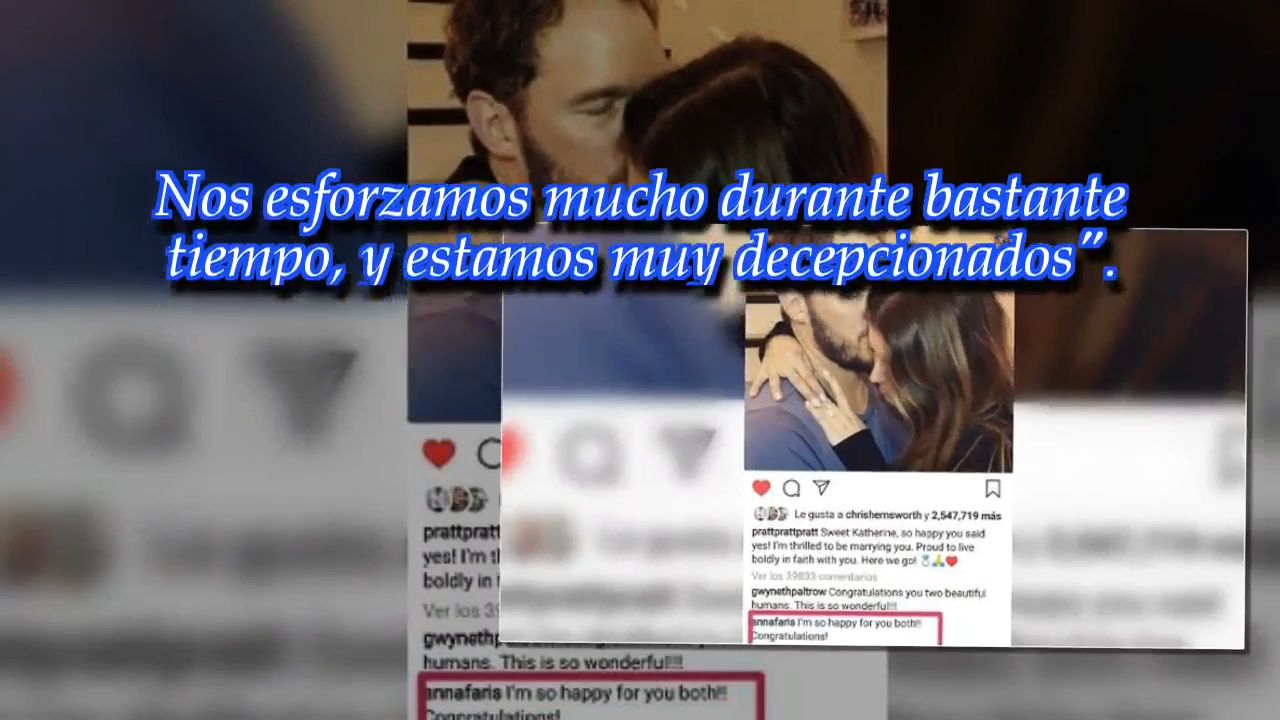 Nos esforzamos mucho durante bastante
tiempo, y estamos muy decepcionados”.
prattpratt
yes! I'm
boldly in
Ver los
humans. This is so wonderful!!!
annafaris I'm so happy for you both!!
Congratulations!
Le gusta a chrishemsworth y 2,547,719 más
prattprattpratt Sweet Katherine, so happy you said
yes! I'm thrilled to be marrying you. Proud to live
boldly in faith with you. Here we go! 💍🙏❤️
Ver los 39833 comentarios
gwynethpaltrow Congratulations you two beautiful
humans. This is so wonderful!!!
annafaris I'm so happy for you both!!
Congratulations!